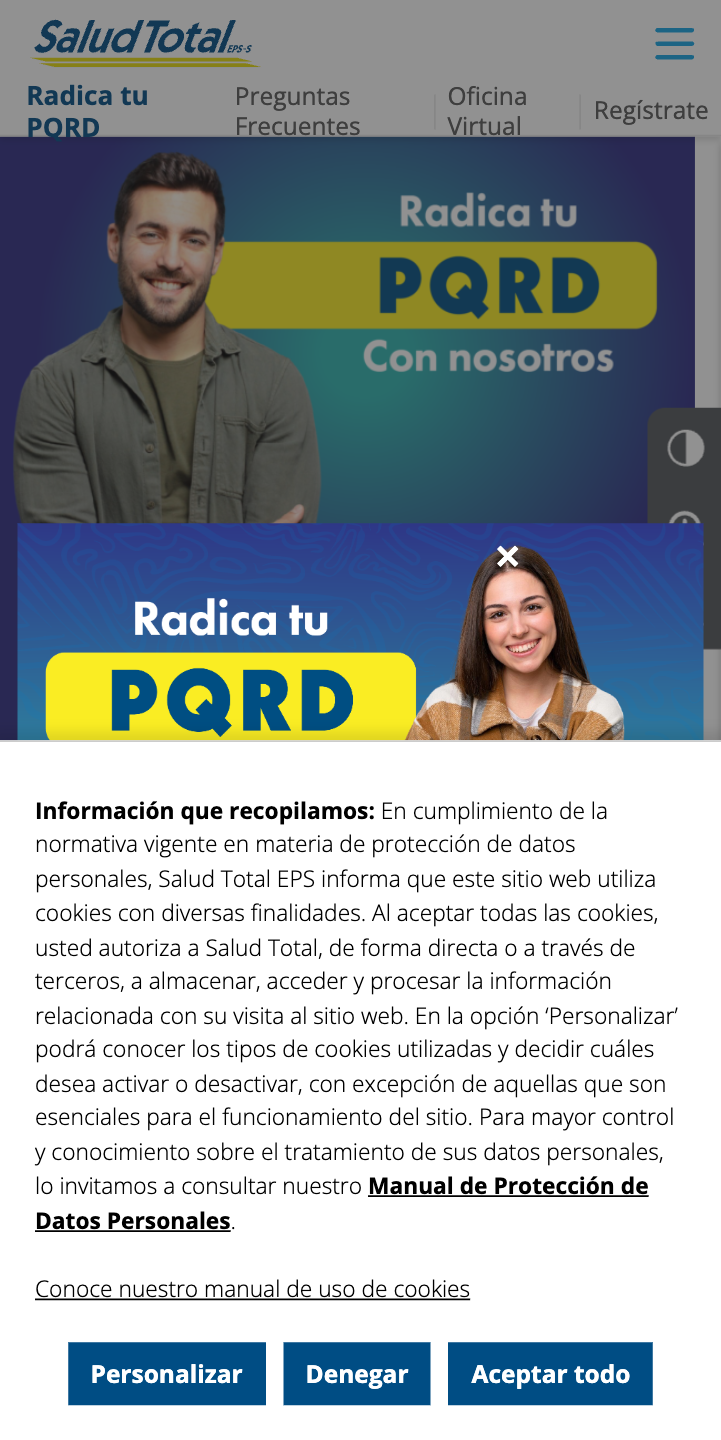 Salud Total EPS-S
Radica tu
PQRD
Preguntas
Frecuentes
Oficina
Virtual
Regístrate
Radica tu
PQRD
Con nosotros
Radica tu
PQRD
Información que recopilamos: En cumplimiento de la
normativa vigente en materia de protección de datos
personales, Salud Total EPS informa que este sitio web utiliza
cookies con diversas finalidades. Al aceptar todas las cookies,
usted autoriza a Salud Total, de forma directa o a través de
terceros, a almacenar, acceder y procesar la información
relacionada con su visita al sitio web. En la opción ‘Personalizar’
podrá conocer los tipos de cookies utilizadas y decidir cuáles
desea activar o desactivar, con excepción de aquellas que son
esenciales para el funcionamiento del sitio. Para mayor control
y conocimiento sobre el tratamiento de sus datos personales,
lo invitamos a consultar nuestro Manual de Protección de
Datos Personales.
Conoce nuestro manual de uso de cookies
Personalizar
Denegar
Aceptar todo